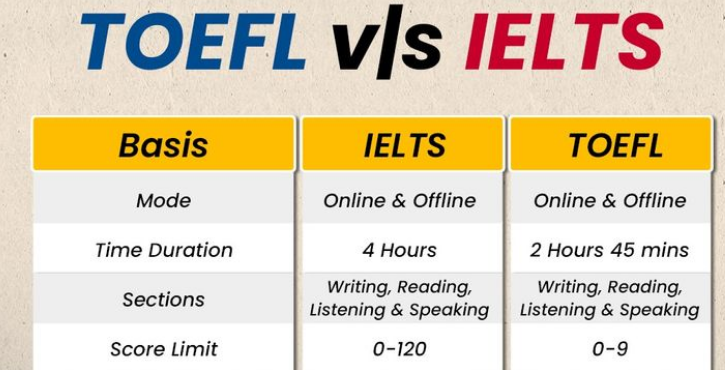 TOEFL v|s IELTS
Basis IELTS TOEFL
Mode Online & Offline Online & Offline
Time Duration 4 Hours 2 Hours 45 mins
Sections Writing, Reading, Listening & Speaking Writing, Reading, Listening & Speaking
Score Limit 0-120 0-9